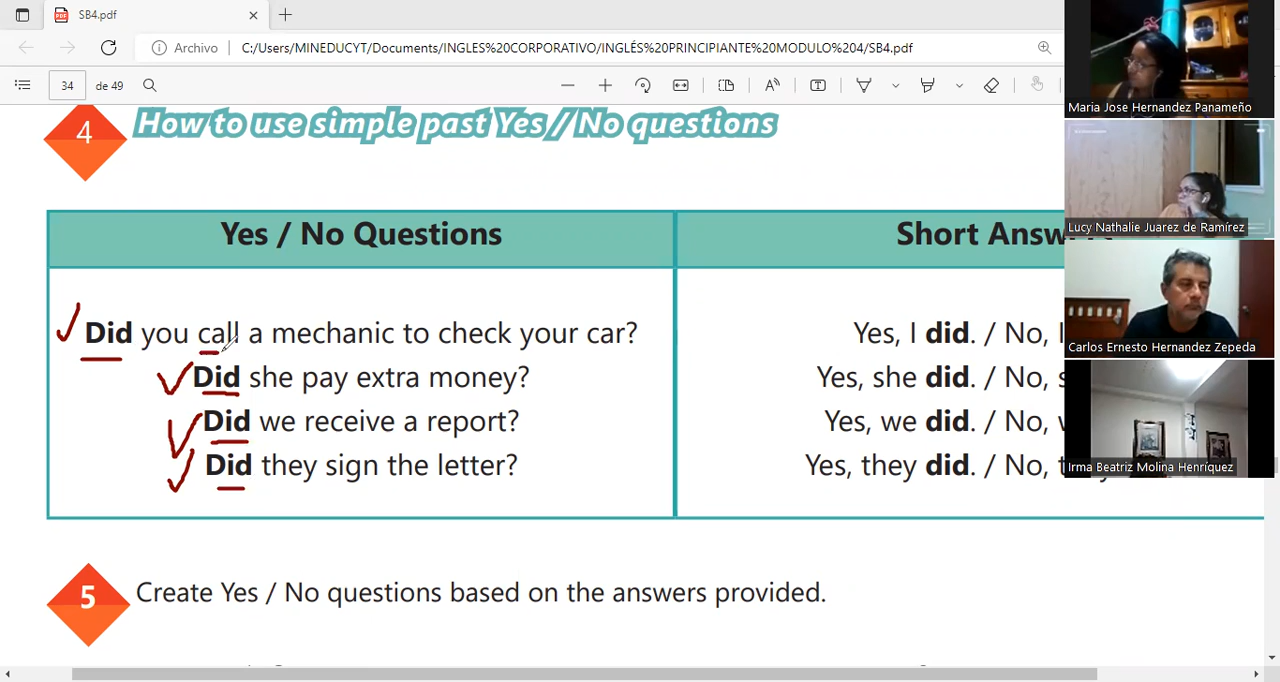 SB4.pdf
Archivo
C:/Users/MINEDUCYT/Documents/INGLES%20CORPORATIVO/INGLÉS%20PRINCIPIANTE%20MODULO%204/SB4.pdf
34 de 49
4 How to use simple past Yes / No questions
Yes / No Questions
Short Answ
Did you call a mechanic to check your car?
Yes, I did. / No, I
Did she pay extra money?
Yes, she did. / No, s
Did we receive a report?
Yes, we did. / No, w
Did they sign the letter?
Yes, they did. / No, t
5 Create Yes / No questions based on the answers provided.
Maria Jose Hernandez Panameño
Lucy Nathalie Juarez de Ramírez
Carlos Ernesto Hernandez Zepeda
Irma Beatriz Molina Henríquez